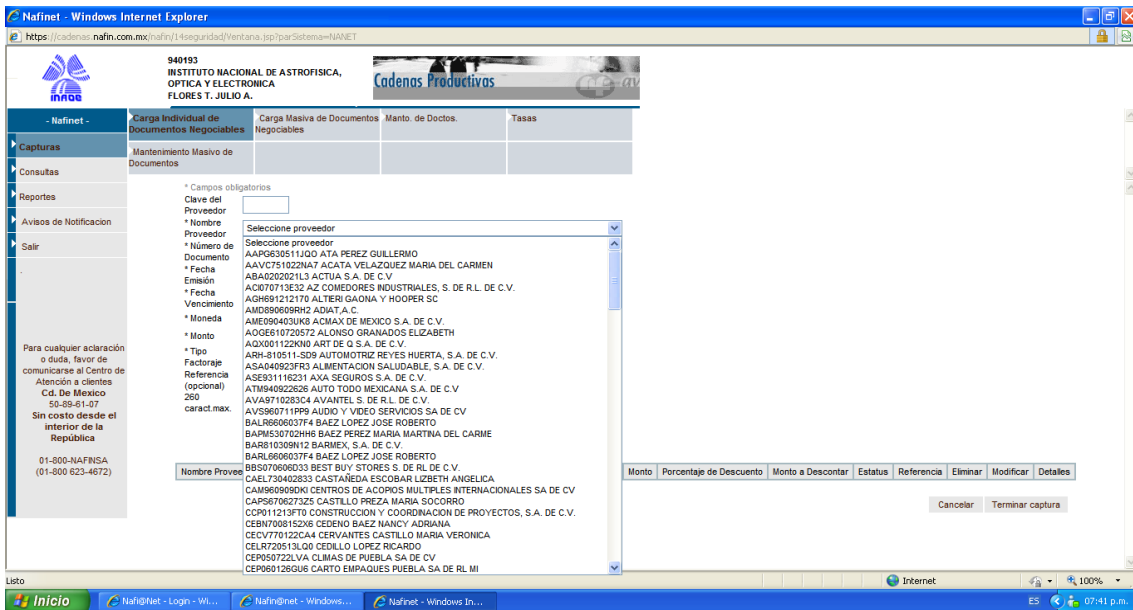 Nafinet - Windows Internet Explorer
https://cadenas.nafin.com.mx/nafin/14seguridad/Ventana.jsp?parSistema=NANET
INAOE
940193
INSTITUTO NACIONAL DE ASTROFISICA,
OPTICA Y ELECTRONICA
FLORES T. JULIO A.
Cadenas Productivas
- Nafinet -
Capturas
Consultas
Reportes
Avisos de Notificacion
Salir
.
Para cualquier aclaración
o duda, favor de
comunicarse al Centro de
Atención a clientes
Cd. De Mexico
50-89-61-07
Sin costo desde el
interior de la
República
01-800-NAFINSA
(01-800 623-4672)
Carga Individual de
Documentos Negociables
Carga Masiva de Documentos
Negociables
Manto. de Doctos.
Tasas
Mantenimiento Masivo de
Documentos
* Campos obligatorios
Clave del
Proveedor
* Nombre
Proveedor
* Número de
Documento
* Fecha
Emisión
* Fecha
Vencimiento
* Moneda
* Monto
* Tipo
Factoraje
Referencia
(opcional)
260
caract.max.
Seleccione proveedor
Seleccione proveedor
AAPG630511JQO ATA PEREZ GUILLERMO
AAVC751022NA7 ACATA VELAZQUEZ MARIA DEL CARMEN
ABA0202021L3 ACTUA S.A. DE C.V
ACI070713E32 AZ COMEDORES INDUSTRIALES, S. DE R.L. DE C.V.
AGH691212170 ALTIERI GAONA Y HOOPER SC
AMD890609RH2 ADIAT,A.C.
AME090403UK8 ACMAX DE MEXICO S.A. DE C.V.
AOGE610720572 ALONSO GRANADOS ELIZABETH
AQX001122KN0 ART DE Q S.A. DE C.V.
ARH-810511-SD9 AUTOMOTRIZ REYES HUERTA, S.A. DE C.V.
ASA040923FR3 ALIMENTACION SALUDABLE, S.A. DE C.V.
ASE931116231 AXA SEGUROS S.A. DE C.V.
ATM940922626 AUTO TODO MEXICANA S.A. DE C.V
AVA9710283C4 AVANTEL S. DE R.L. DE C.V.
AVS960711PP9 AUDIO Y VIDEO SERVICIOS SA DE CV
BALR6606037F4 BAEZ LOPEZ JOSE ROBERTO
BAPM530702HH6 BAEZ PEREZ MARIA MARTINA DEL CARME
BAR810309N12 BARMEX, S.A. DE C.V.
BARL6606037F4 BAEZ LOPEZ JOSE ROBERTO
BBS070606D33 BEST BUY STORES S. DE RL DE C.V.
CAEL730402833 CASTAÑEDA ESCOBAR LIZBETH ANGELICA
CAM960909DKI CENTROS DE ACOPIOS MULTIPLES INTERNACIONALES SA DE CV
CAPS6706273Z5 CASTILLO PREZA MARIA SOCORRO
CCP011213FT0 CONSTRUCCION Y COORDINACION DE PROYECTOS, S.A. DE C.V.
CEBN7008152X6 CEDENO BAEZ NANCY ADRIANA
CECV770122CA4 CERVANTES CASTILLO MARIA VERONICA
CELR720513LQ0 CEDILLO LOPEZ RICARDO
CEP050722LVA CLIMAS DE PUEBLA SA DE CV
CEP060126GU6 CARTO EMPAQUES PUEBLA SA DE RL MI
Nombre Provee
Monto Porcentaje de Descuento Monto a Descontar Estatus Referencia Eliminar Modificar Detalles
Cancelar Terminar captura
Listo
Internet
100%
Inicio
Nafi@Net - Login - Wi...
Nafin@net - Windows...
Nafinet - Windows In...
ES
07:41 p.m.